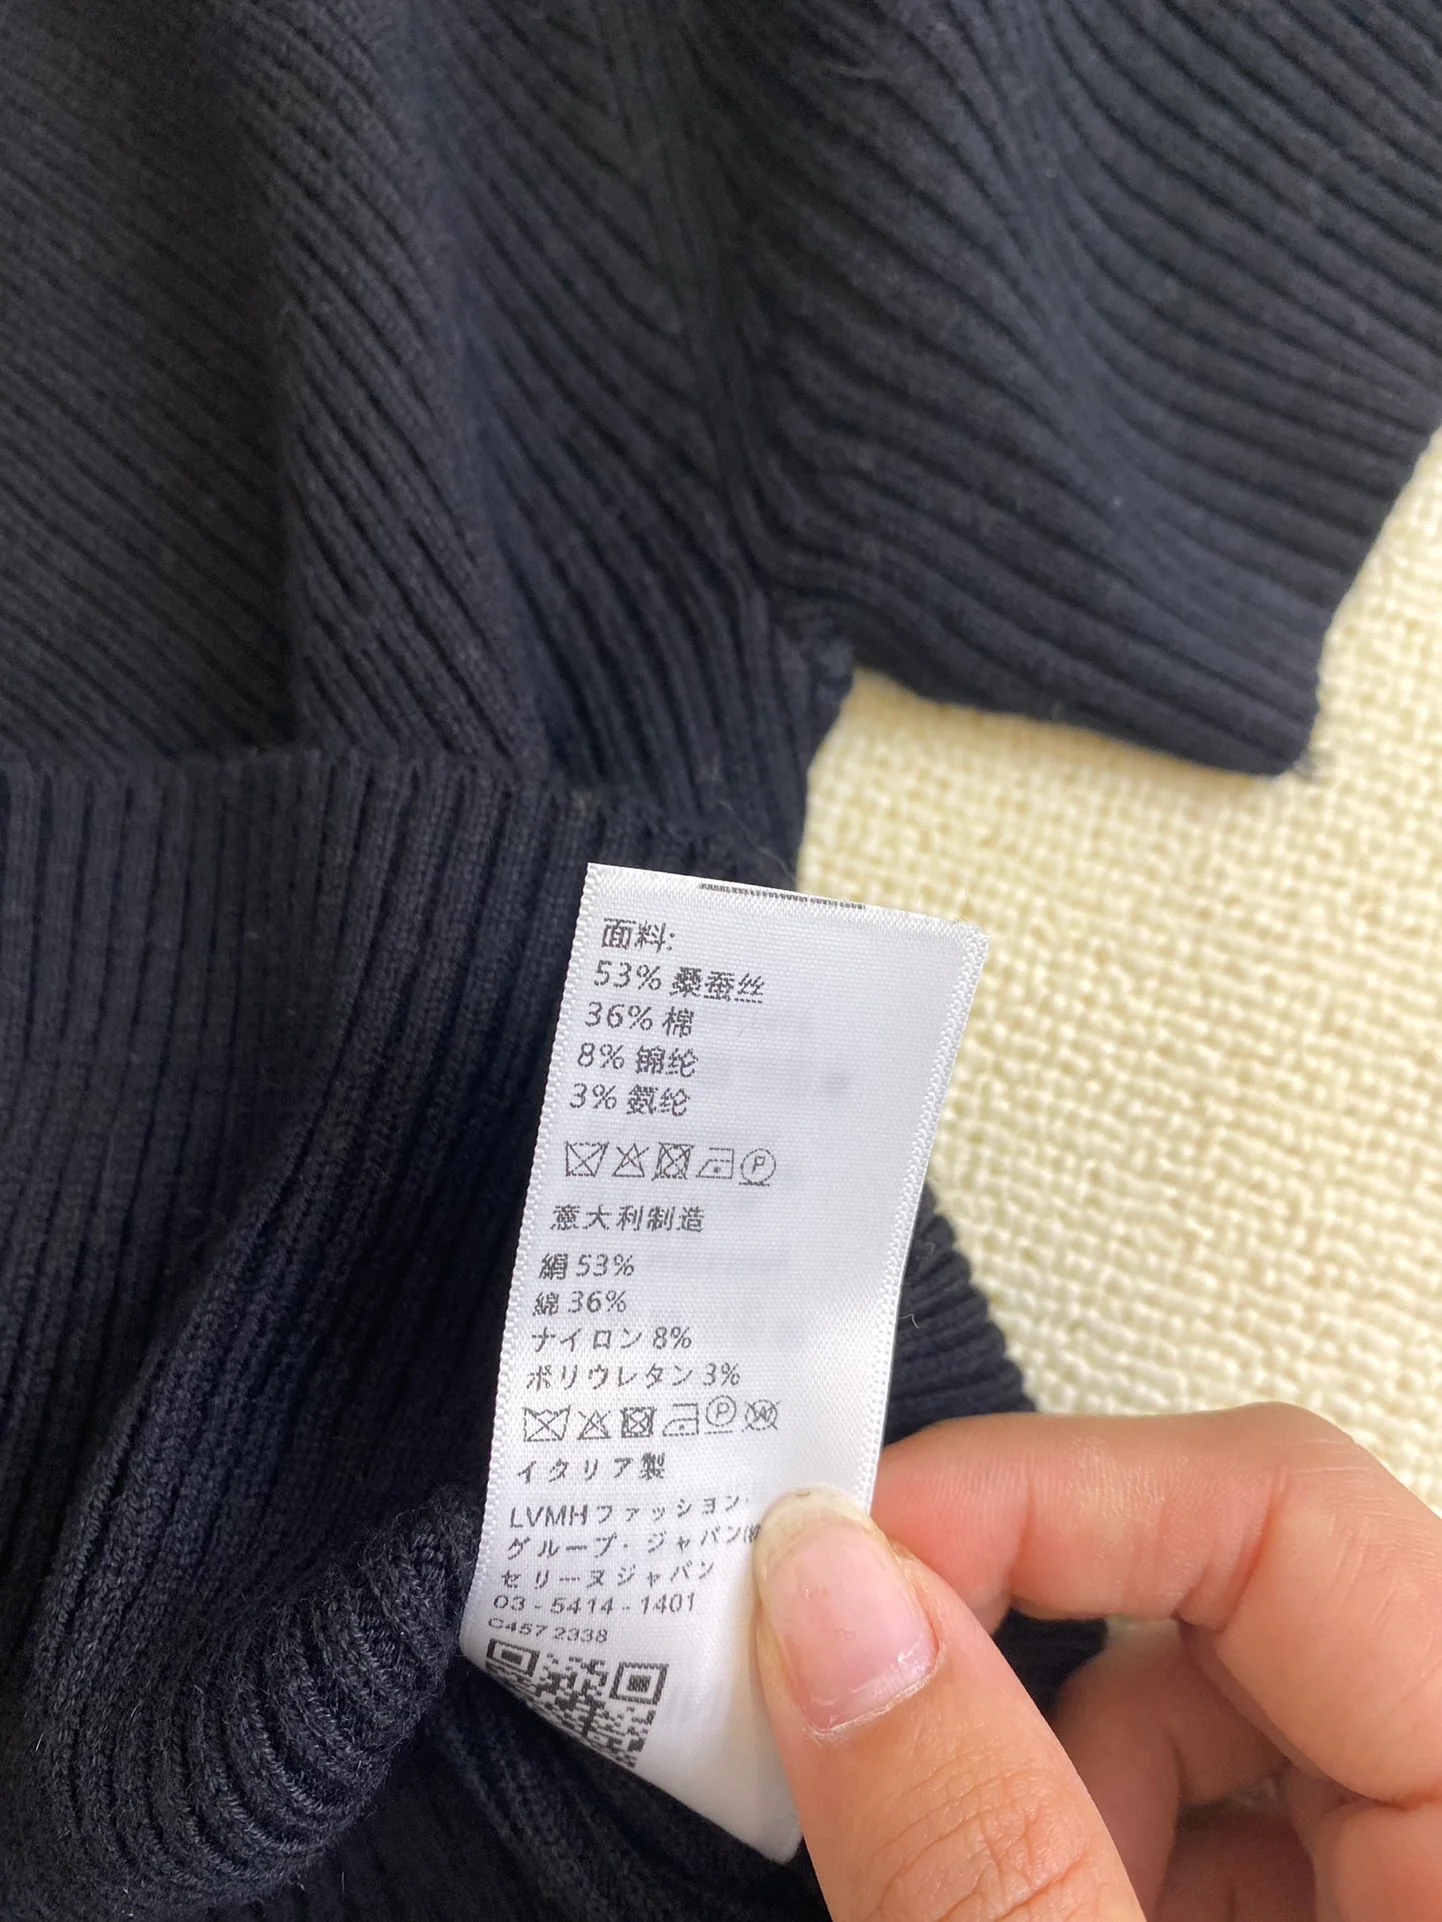 面料:
53% 桑蚕丝
36% 棉
8% 锦纶
3% 氨纶
意大利制造
絹 53%
綿 36%
ナイロン 8%
ポリウレタン 3%
イタリア製
LVMHファッション・
グループ・ジャパン
セリーヌジャパン
03 - 5414 - 1401
C457 2338